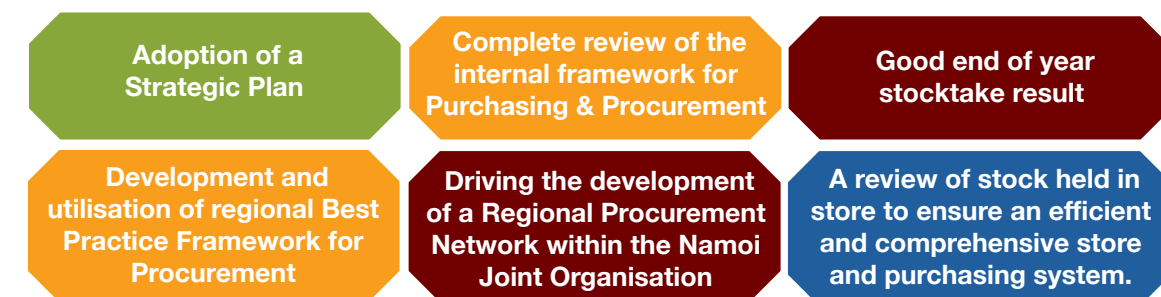 Adoption of a
Strategic Plan
Complete review of the
internal framework for
Purchasing & Procurement
Good end of year
stocktake result
Development and
utilisation of regional Best
Practice Framework for
Procurement
Driving the development
of a Regional Procurement
Network within the Namoi
Joint Organisation
A review of stock held in
store to ensure an efficient
and comprehensive store
and purchasing system.